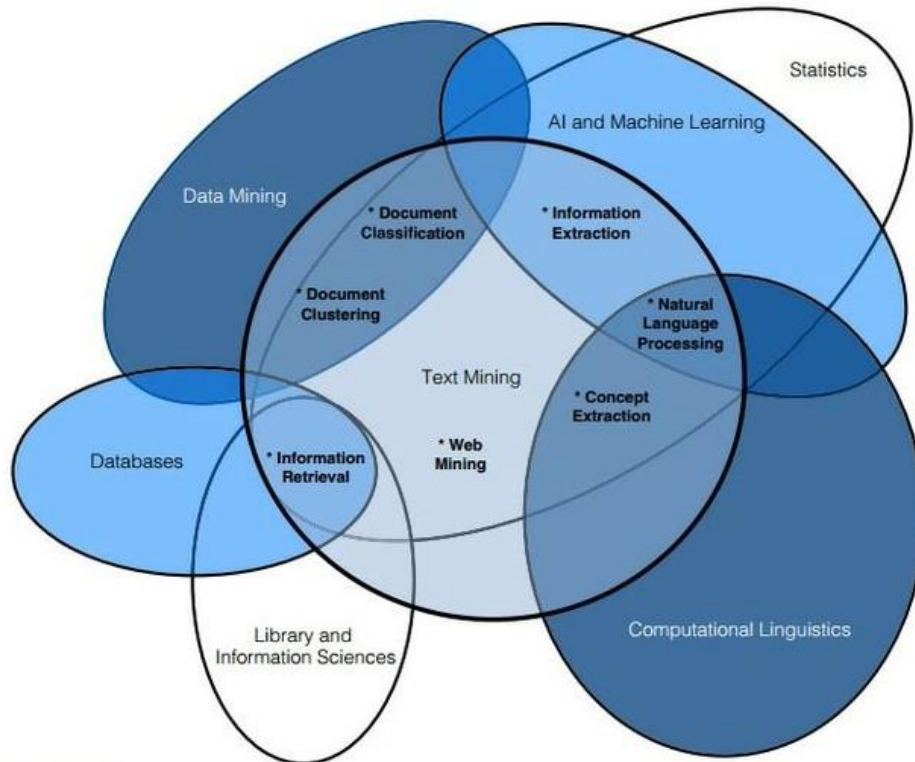 Statistics
AI and Machine Learning
Data Mining
* Document
Classification
* Information
Extraction
* Document
Clustering
* Natural
Language
Processing
Text Mining
* Concept
Extraction
* Web
Mining
Databases
* Information
Retrieval
Library and
Information Sciences
Computational Linguistics